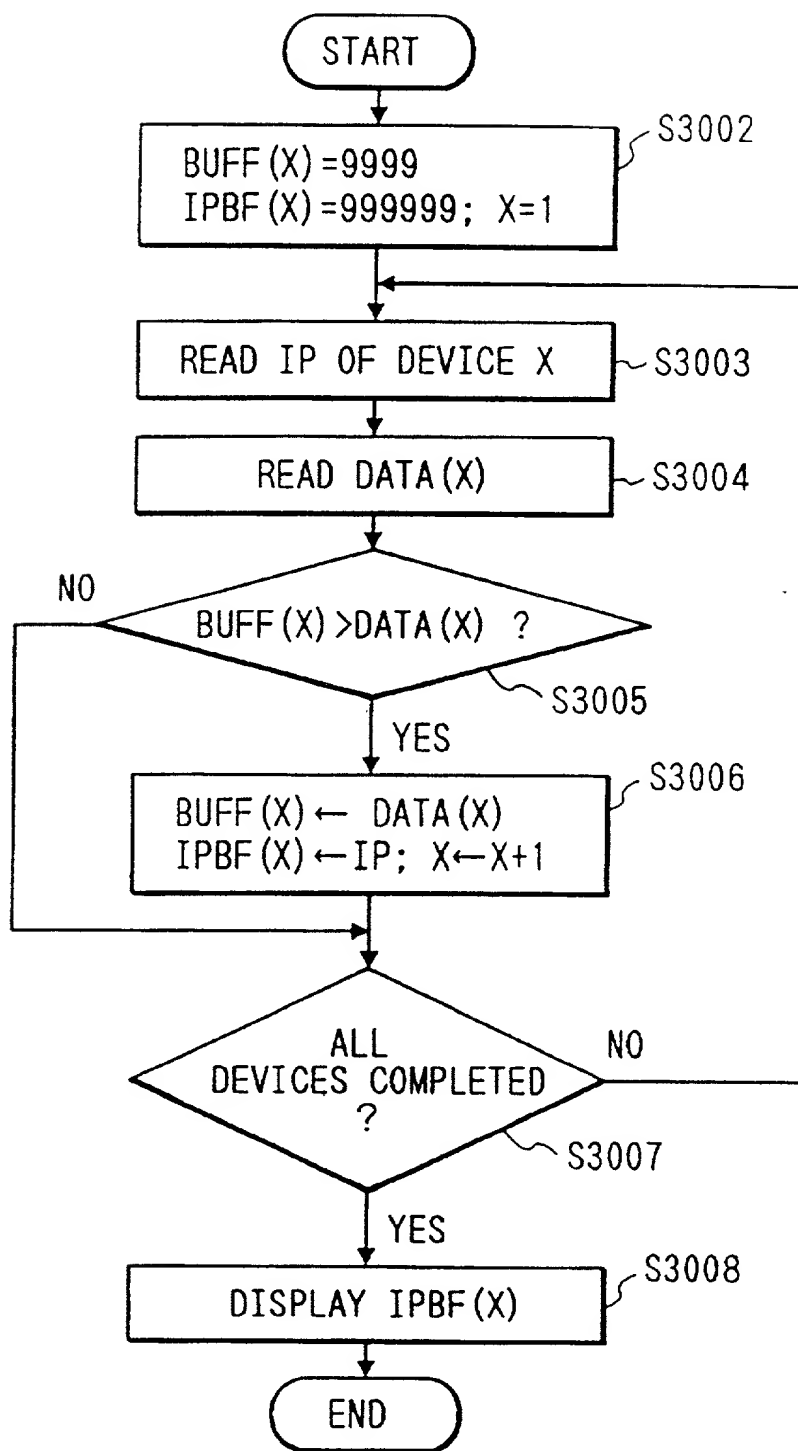 START
S3002
BUFF(X)=9999
IPBF(X)=999999; X=1
READ IP OF DEVICE X
S3003
READ DATA(X)
S3004
NO
BUFF(X)>DATA(X) ?
S3005
YES
S3006
BUFF(X)← DATA(X)
IPBF(X)←IP; X←X+1
ALL
NO
DEVICES COMPLETED
?
S3007
YES
S3008
DISPLAY IPBF(X)
END